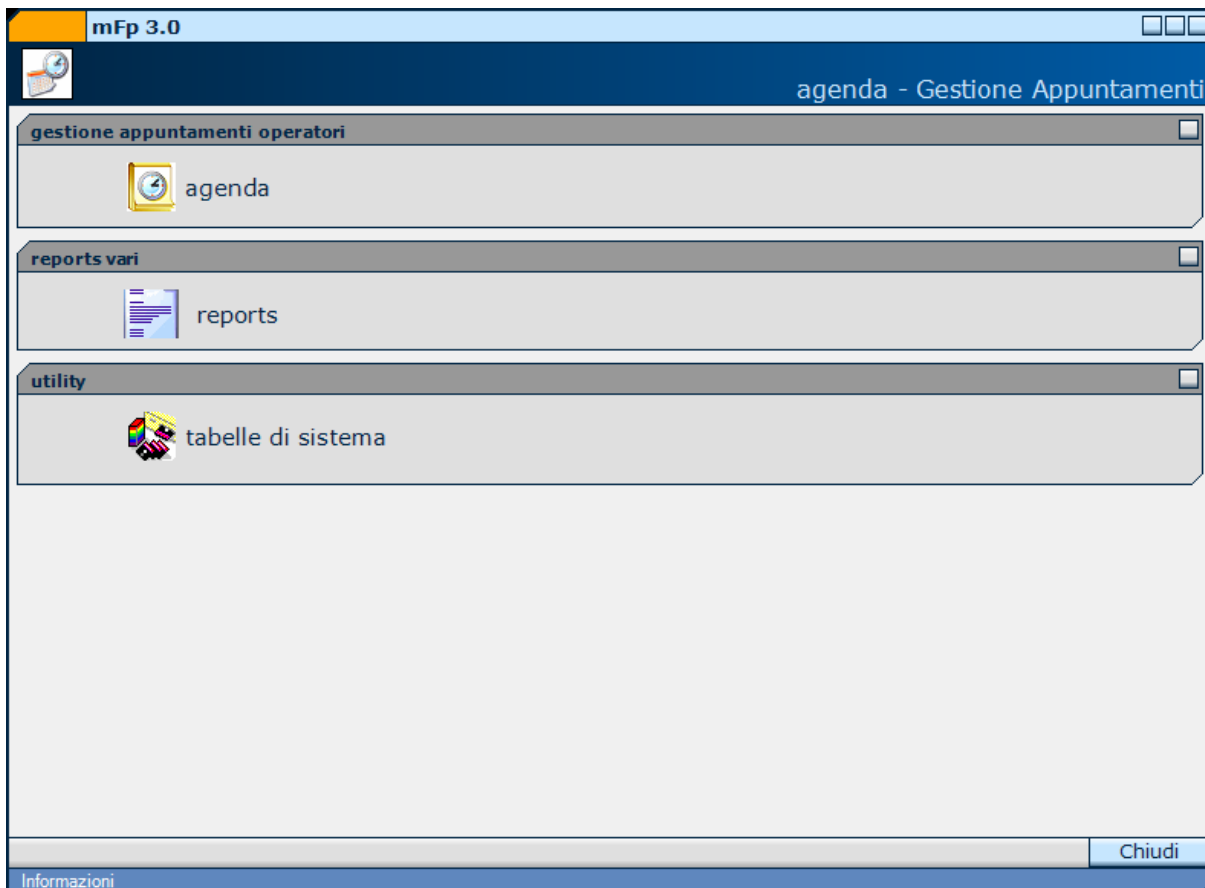 mFp 3.0
agenda - Gestione Appuntamenti
gestione appuntamenti operatori
agenda
reports vari
reports
utility
tabelle di sistema
Chiudi
Informazioni